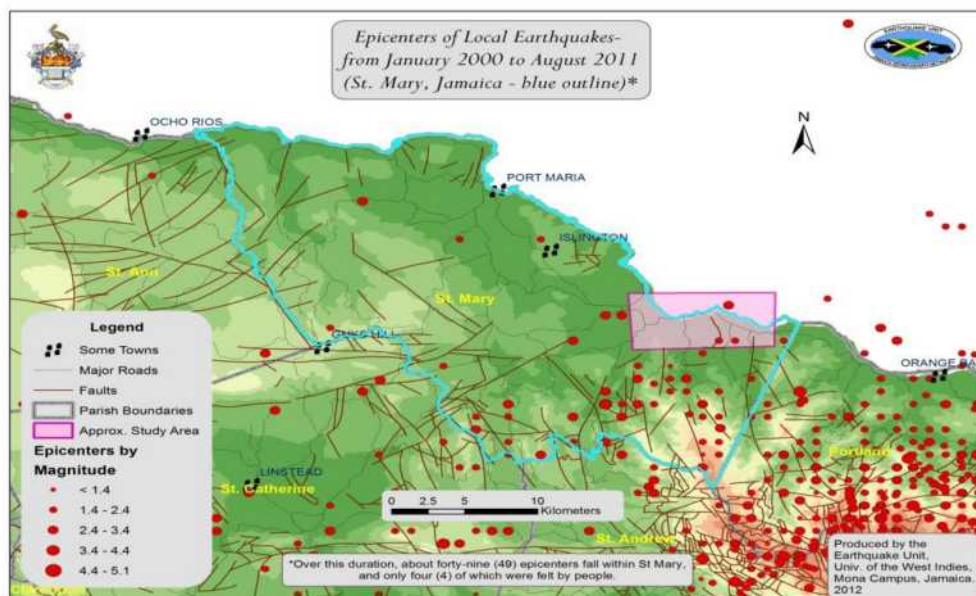 Epicenters of Local Earthquakes-
from January 2000 to August 2011
(St. Mary, Jamaica - blue outline)*
EARTHQUAKE UNIT
N
OCHO RIOS
PORT MARIA
ISLINGTON
St. Ann
St. Mary
GUYS HILL
ORANGE BA
LINSTEAD
St. Catherine
Portland
St. Andrew
Legend
Some Towns
Major Roads
Faults
Parish Boundaries
Approx. Study Area
Epicenters by
Magnitude
< 1.4
1.4 - 2.4
2.4 - 3.4
3.4 - 4.4
4.4 - 5.1
0 2.5 5 10
Kilometers
*Over this duration, about forty-nine (49) epicenters fall within St Mary,
and only four (4) of which were felt by people.
Produced by the
Earthquake Unit,
Univ. of the West Indies,
Mona Campus, Jamaica.
2012